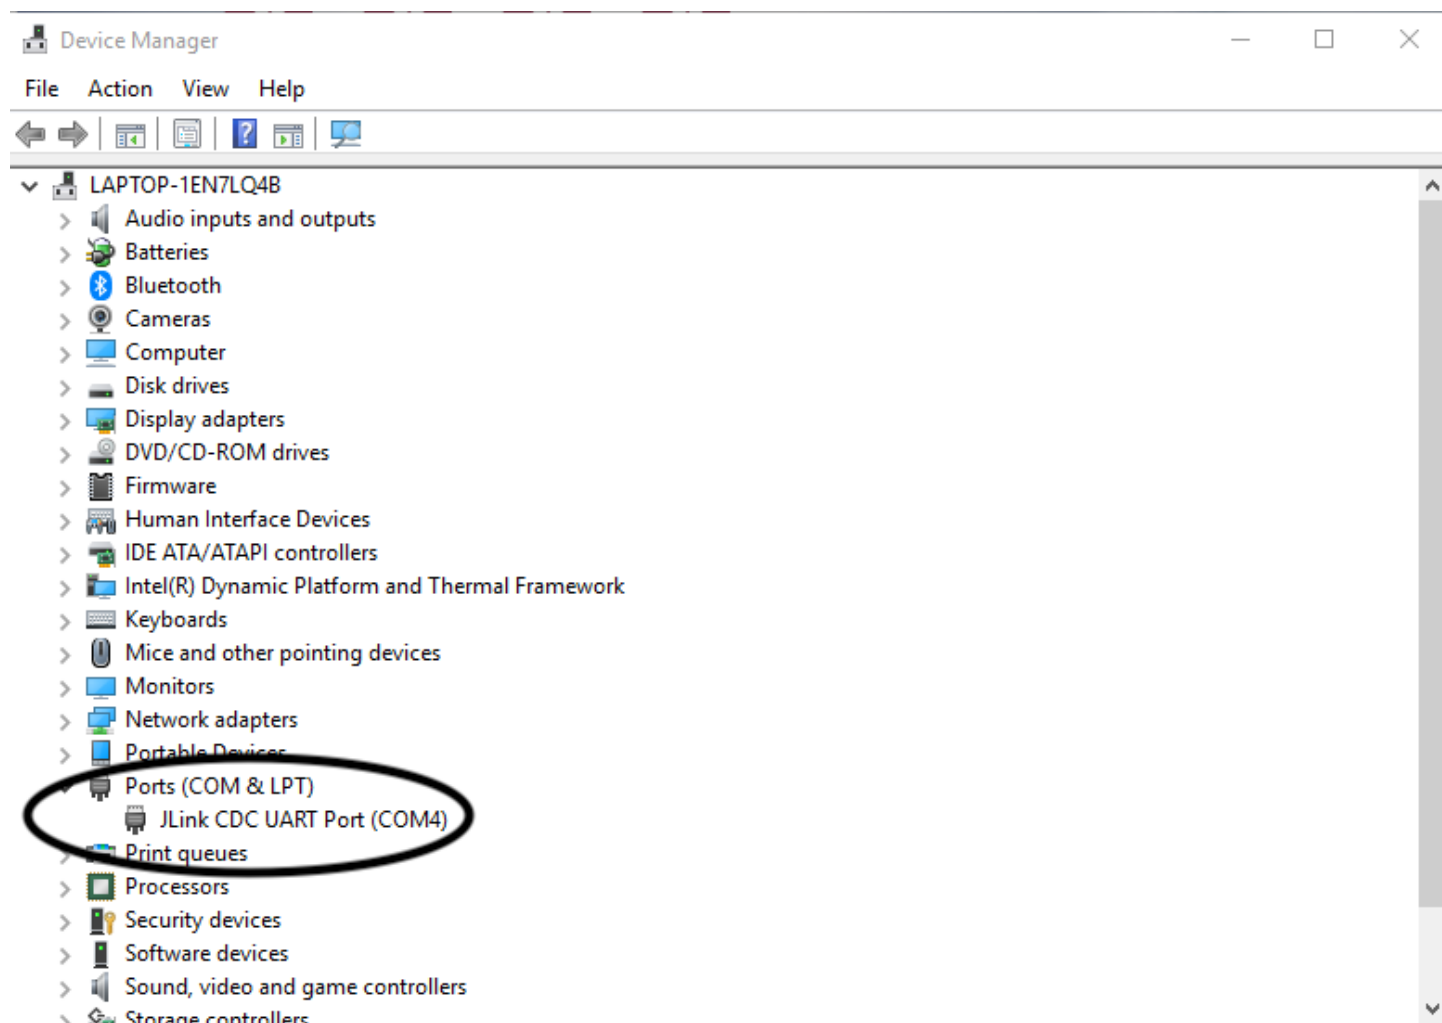 Device Manager
File Action View Help
LAPTOP-1EN7LQ4B
Audio inputs and outputs
Batteries
Bluetooth
Cameras
Computer
Disk drives
Display adapters
DVD/CD-ROM drives
Firmware
Human Interface Devices
IDE ATA/ATAPI controllers
Intel(R) Dynamic Platform and Thermal Framework
Keyboards
Mice and other pointing devices
Monitors
Network adapters
Portable Devices
Ports (COM & LPT)
JLink CDC UART Port (COM4)
Print queues
Processors
Security devices
Software devices
Sound, video and game controllers
Storage controllers